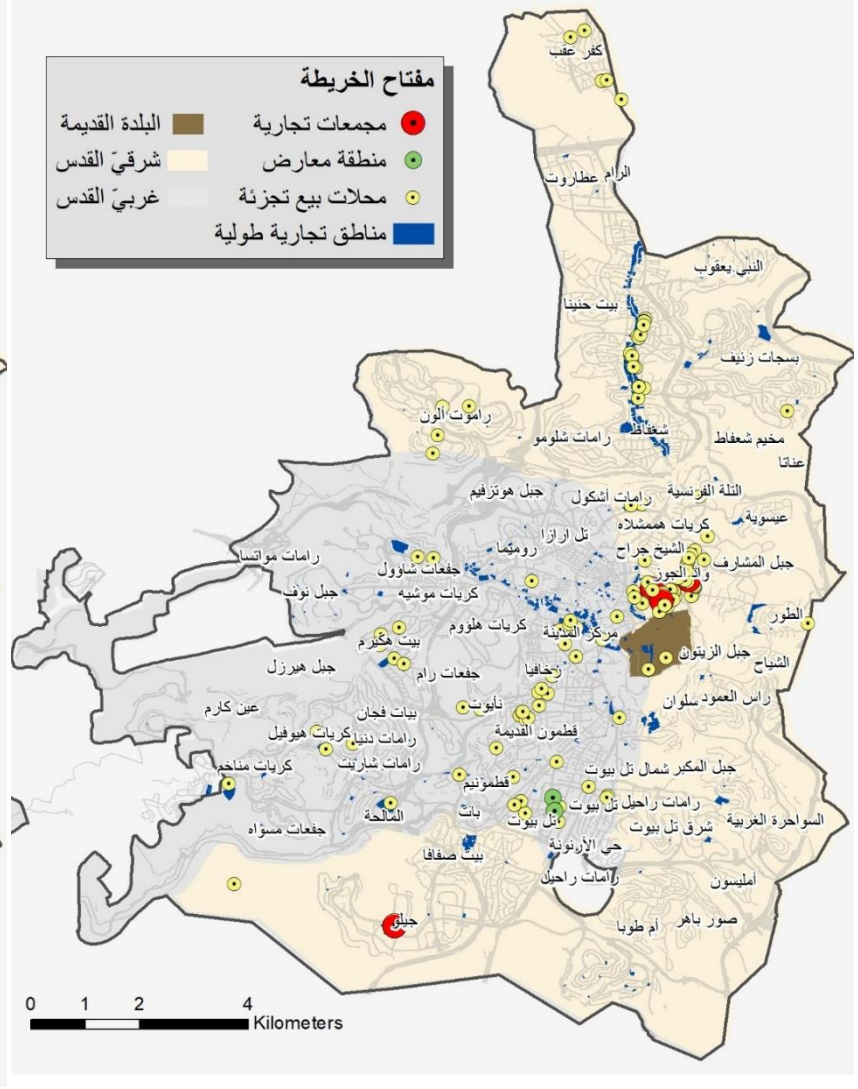 كفر عقب
مفتاح الخريطة
مجمعات تجارية
البلدة القديمة
منطقة معارض
شرقيّ القدس
محلات بيع تجزئة
غربيّ القدس
مناطق تجارية طولية
الرام
عطاروت
النبي يعقوب
بيت حنينا
بسجات زئيف
راموت ألون
شعفاط
رامات شلومو
مخيم شعفاط
عناتا
جبل هوتزفيم
رامات أشكول
التلة الفرنسية
كريات هممشلاه
عيسوية
تل ارازا
روميما
رامات مواتسا
جفعات شاؤول
الشيخ جراح
جبل المشارف
واد الجوز
جبل نوف
كريات موشيه
الطور
بيت هكيرم
كريات هلؤوم
مركز المدينة
جبل الزيتون
الشياح
جبل هيرزل
جفعات رام
رحافيا
راس العمود
سلوان
عين كارم
بيات فجان
نايوت
كريات هيوفيل
رامات دنيا
قطمون القديمة
كريات مناحم
رامات شاريت
قطمونيم
شمال تل بيوت
جبل المكبر
جفعات مسؤاه
المالحة
بات
تل بيوت
تل بيوت
رامات راحيل
شرق تل بيوت
السواحرة الغربية
بيت صفافا
حي الأرنونة
رامات راحيل
أمليسون
جيلو
أم طوبا
صور باهر
0 1 2 4
Kilometers